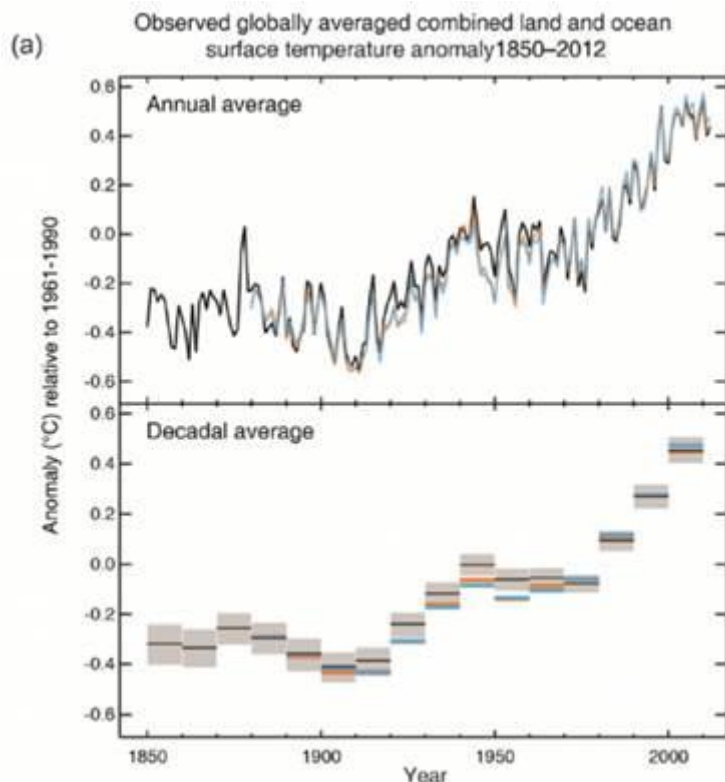 Observed globally averaged combined land and ocean
(a)
surface temperature anomaly1850–2012
Annual average
0.6
0.4
0.2
0.0
-0.2
-0.4
-0.6
Anomaly (°C) relative to 1961-1990
Decadal average
0.6
0.4
0.2
0.0
-0.2
-0.4
-0.6
1850 1900 1950 2000
Year